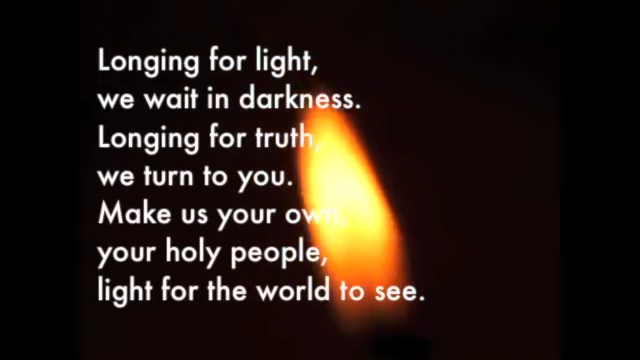 Longing for light,
we wait in darkness.
Longing for truth,
we turn to you.
Make us your own,
your holy people,
light for the world to see.